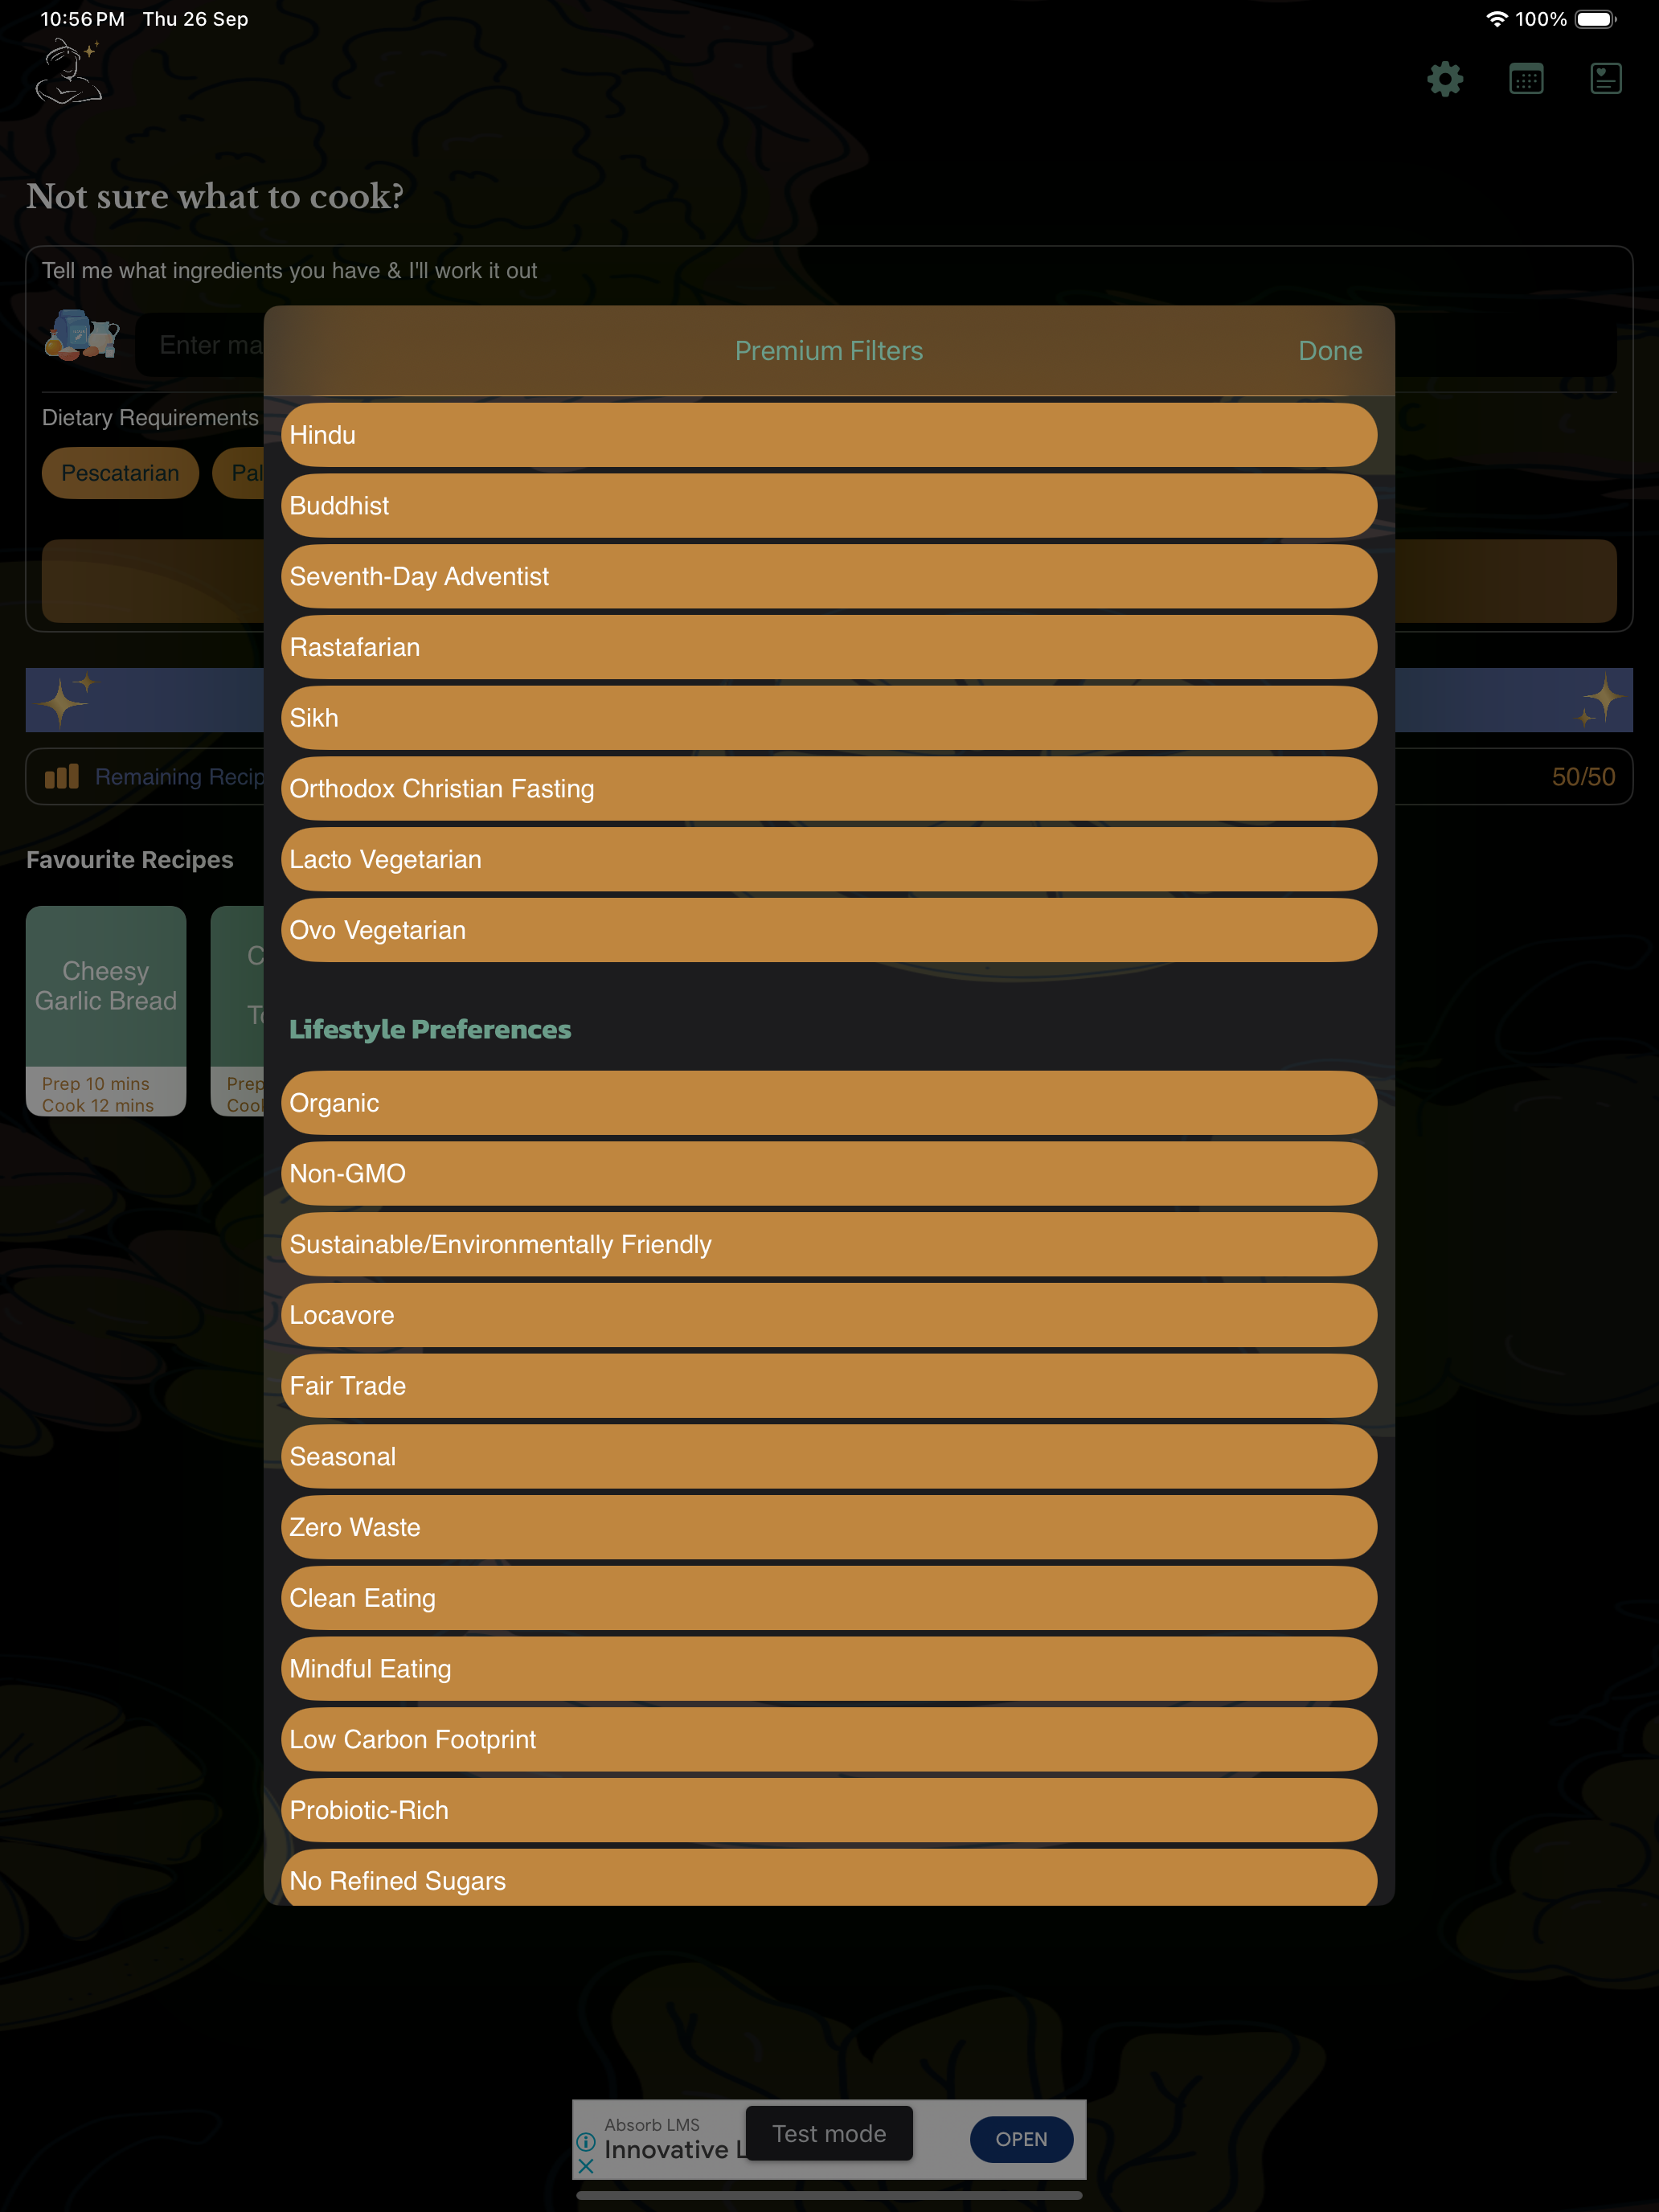 10:56 PM Thu 26 Sep
100%
Not sure what to cook?
Tell me what ingredients you have & I'll work it out
Enter ma
Premium Filters
Done
Dietary Requirements
Pescatarian
Pal
Hindu
Buddhist
Seventh-Day Adventist
Rastafarian
Sikh
Remaining Recip
50/50
Orthodox Christian Fasting
Lacto Vegetarian
Ovo Vegetarian
Favourite Recipes
Cheesy
Garlic Bread
Prep 10 mins
Cook 12 mins
C
To
Prep
Cook
Lifestyle Preferences
Organic
Non-GMO
Sustainable/Environmentally Friendly
Locavore
Fair Trade
Seasonal
Zero Waste
Clean Eating
Mindful Eating
Low Carbon Footprint
Probiotic-Rich
No Refined Sugars
Absorb LMS
Innovative L
Test mode
OPEN